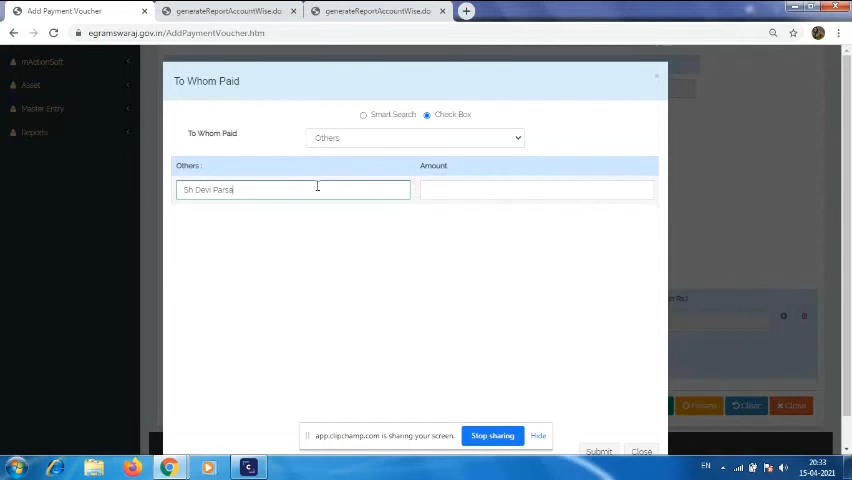 Add Payment Voucher
generateReportAccountWise.do
generateReportAccountWise.do
egramswaraj.gov.in/AddPaymentVoucher.htm
mActionSoft
Asset
Master Entry
Reports
To Whom Paid
Smart Search
Check Box
To Whom Paid
Others
Others :
Amount
Sh Devi Parsa
n Rs.)
Clear
Close
app.clipchamp.com is sharing your screen.
Stop sharing
Hide
Submit
Close
EN
20:33
15-04-2021